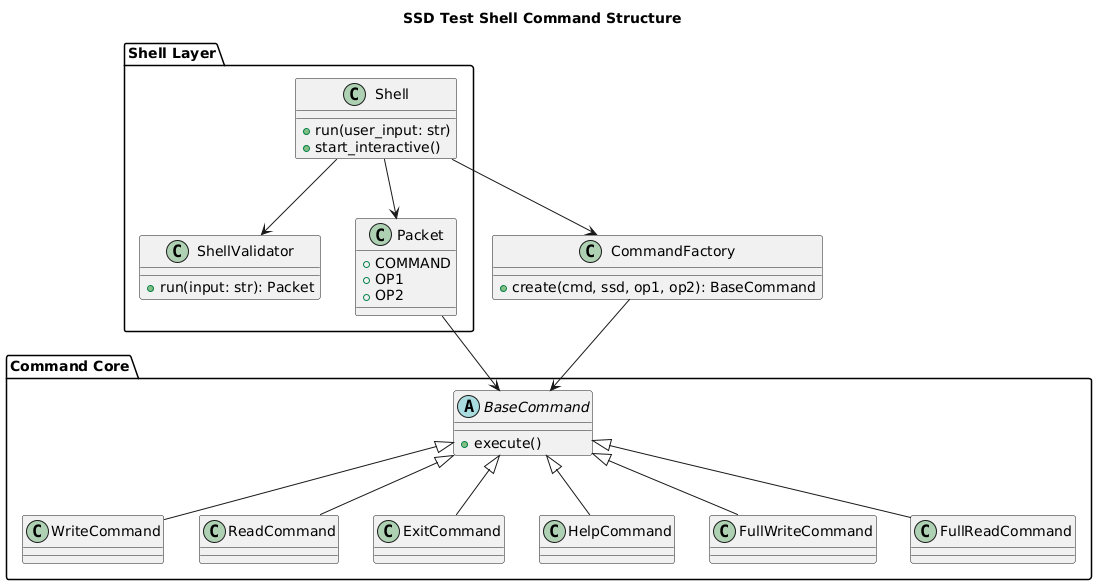 SSD Test Shell Command Structure
Shell Layer
C Shell
run(user_input: str)
start_interactive()
C ShellValidator
run(input: str): Packet
C Packet
COMMAND
OP1
OP2
C CommandFactory
create(cmd, ssd, op1, op2): BaseCommand
Command Core
A BaseCommand
execute()
C WriteCommand
C ReadCommand
C ExitCommand
C HelpCommand
C FullWriteCommand
C FullReadCommand